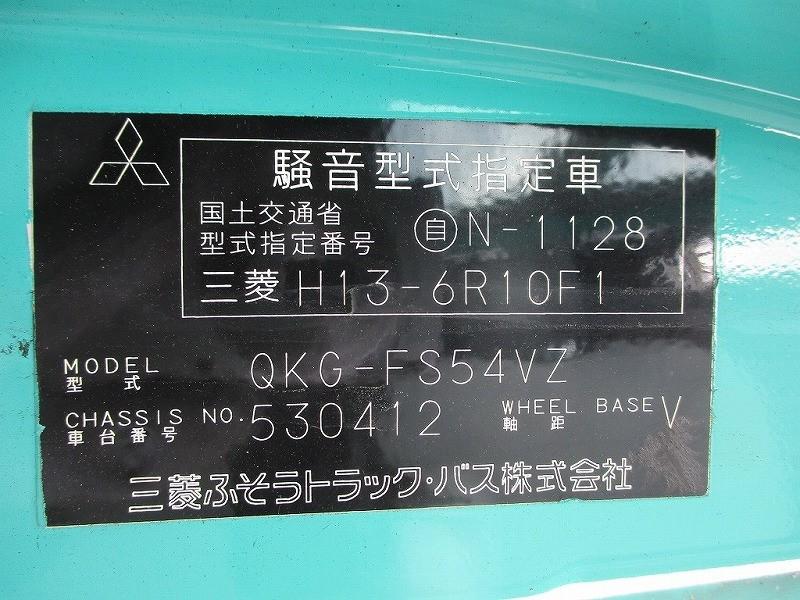 騒音型式指定車
国土交通省
型式指定番号 自N-1128
三菱 H13-6R10F1
MODEL QKG-FS54VZ
型式
CHASSIS NO. 530412 WHEEL BASE V
車台番号 軸距
三菱ふそうトラック・バス株式会社